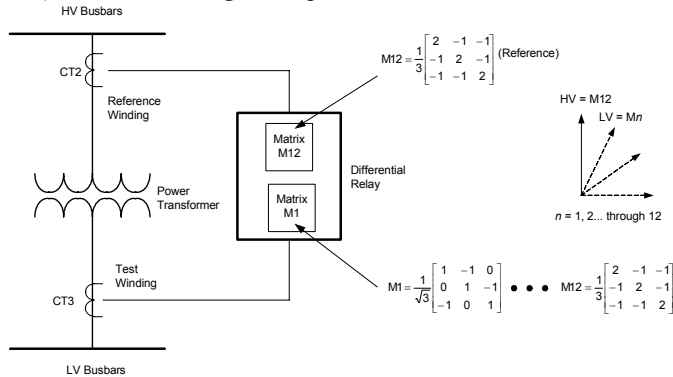 HV Busbars
CT2
Reference
Winding
M12 = 1/3 [2 −1 −1
−1 2 −1
−1 −1 2] (Reference)
Matrix
M12
Differential
Relay
Matrix
M1
Power
Transformer
HV = M12
LV = Mn
n = 1, 2... through 12
Test
Winding
CT3
M1 = 1/√3 [1 −1 0
0 1 −1
−1 0 1] • • • M12 = 1/3 [2 −1 −1
−1 2 −1
−1 −1 2]
LV Busbars